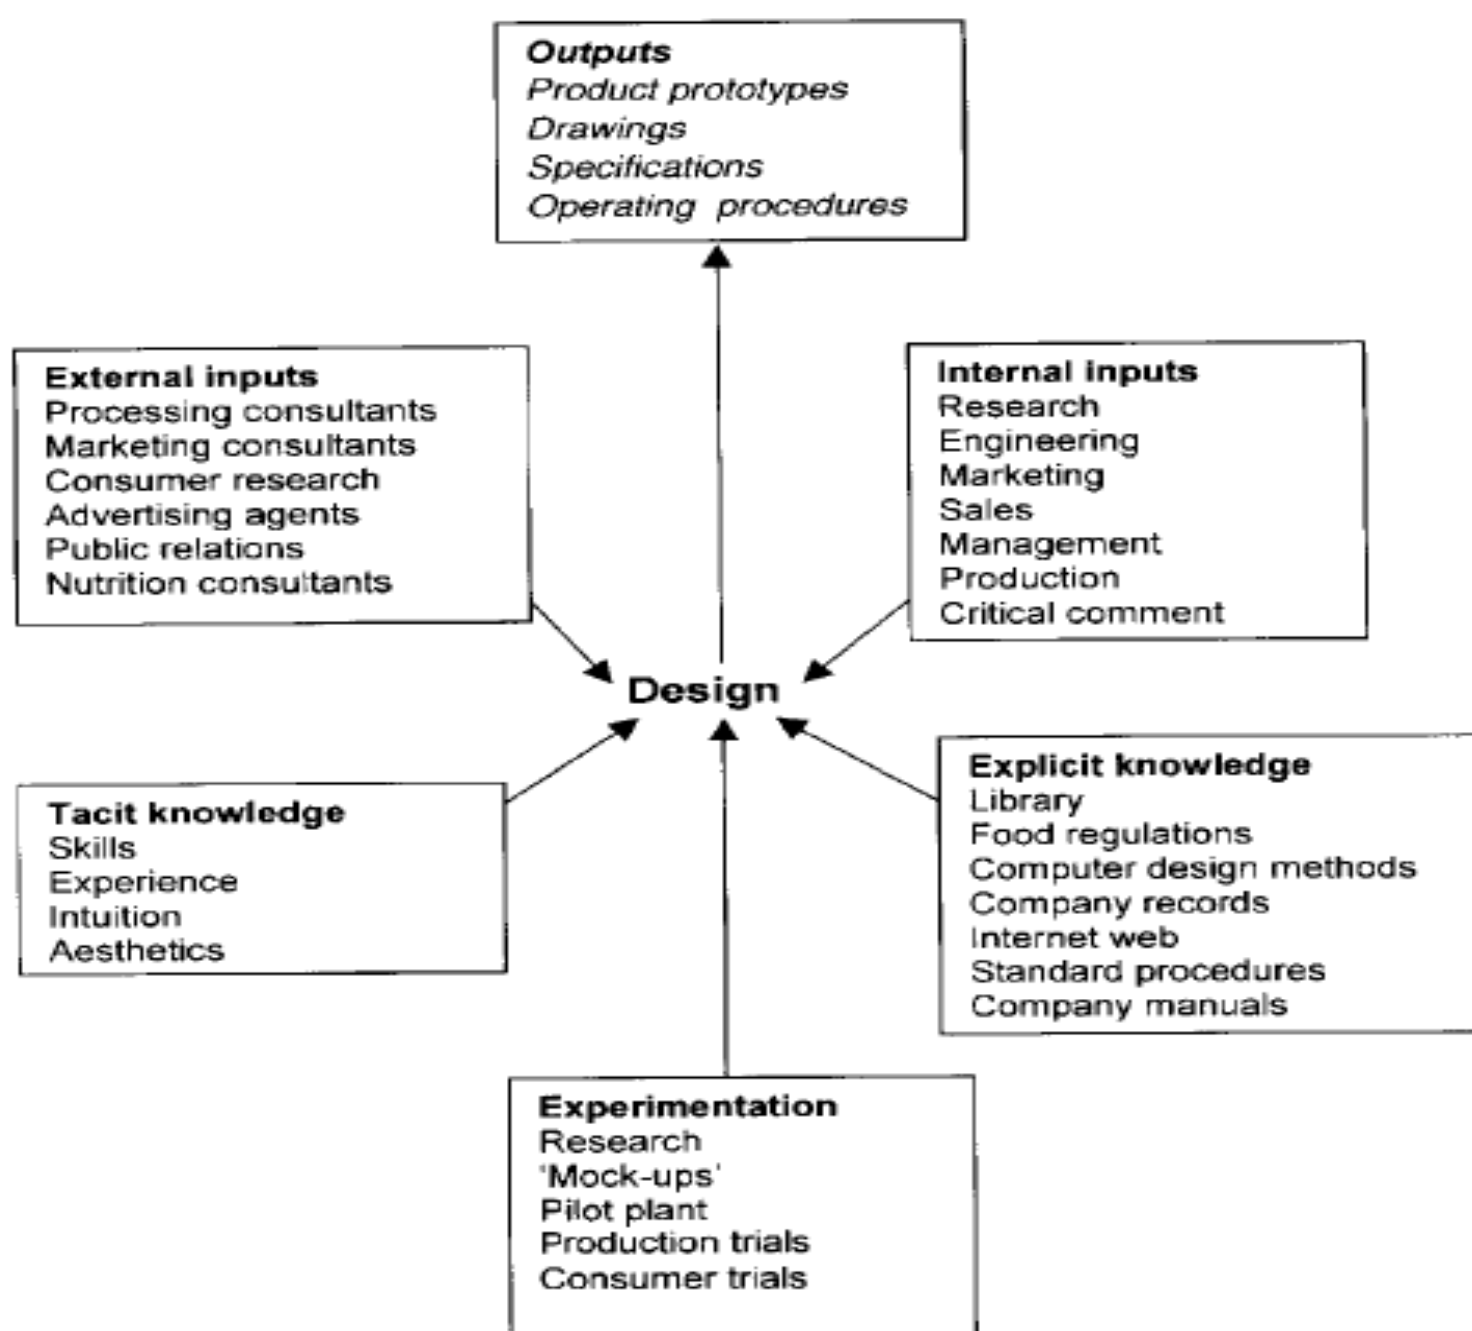 Outputs
Product prototypes
Drawings
Specifications
Operating procedures
External inputs
Processing consultants
Marketing consultants
Consumer research
Advertising agents
Public relations
Nutrition consultants
Internal inputs
Research
Engineering
Marketing
Sales
Management
Production
Critical comment
Design
Tacit knowledge
Skills
Experience
Intuition
Aesthetics
Explicit knowledge
Library
Food regulations
Computer design methods
Company records
Internet web
Standard procedures
Company manuals
Experimentation
Research
'Mock-ups'
Pilot plant
Production trials
Consumer trials